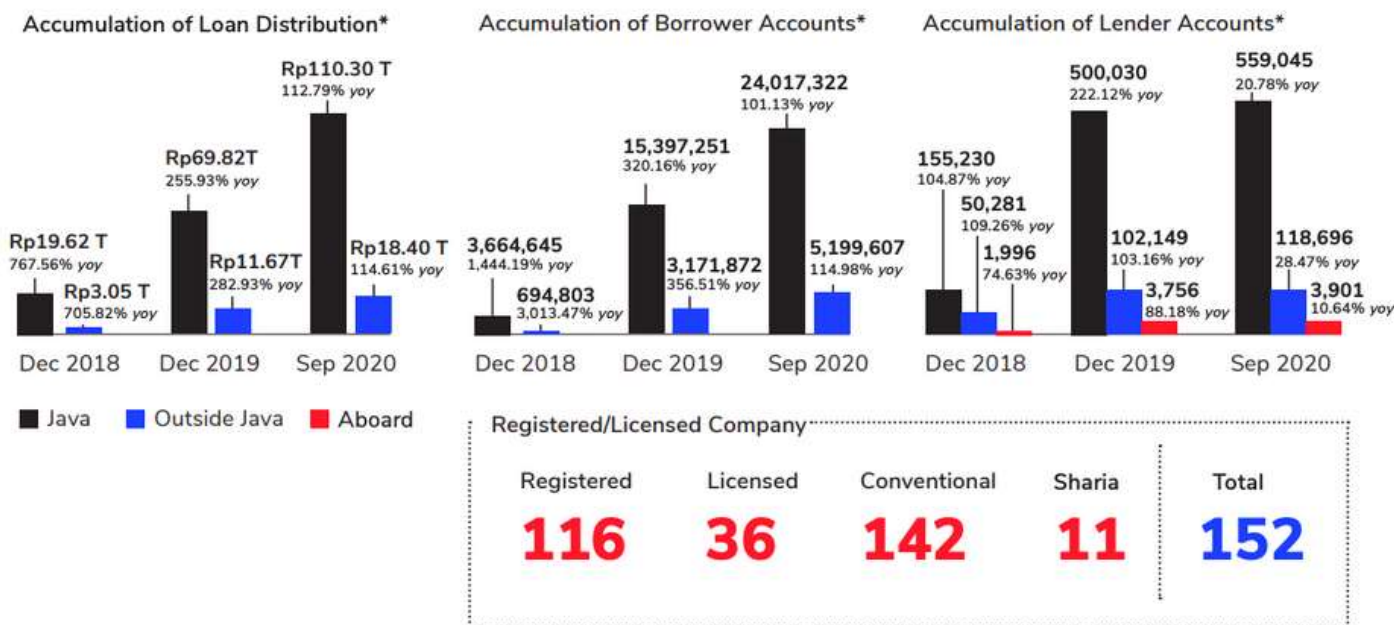 Accumulation of Loan Distribution*
Rp19.62 T
767.56% yoy
Rp3.05 T
705.82% yoy
Rp69.82T
255.93% yoy
Rp11.67T
282.93% yoy
Rp110.30 T
112.79% yoy
Rp18.40 T
114.61% yoy
Dec 2018
Dec 2019
Sep 2020
Java
Outside Java
Aboard
Accumulation of Borrower Accounts*
3,664,645
1,444.19% yoy
694,803
3,013.47% yoy
15,397,251
320.16% yoy
3,171,872
356.51% yoy
24,017,322
101.13% yoy
5,199,607
114.98% yoy
Dec 2018
Dec 2019
Sep 2020
Accumulation of Lender Accounts*
155,230
104.87% yoy
50,281
109.26% yoy
1,996
74.63% yoy
500,030
222.12% yoy
102,149
103.16% yoy
3,756
88.18% yoy
559,045
20.78% yoy
118,696
28.47% yoy
3,901
10.64% yoy
Dec 2018
Dec 2019
Sep 2020
Registered/Licensed Company
Registered
116
Licensed
36
Conventional
142
Sharia
11
Total
152